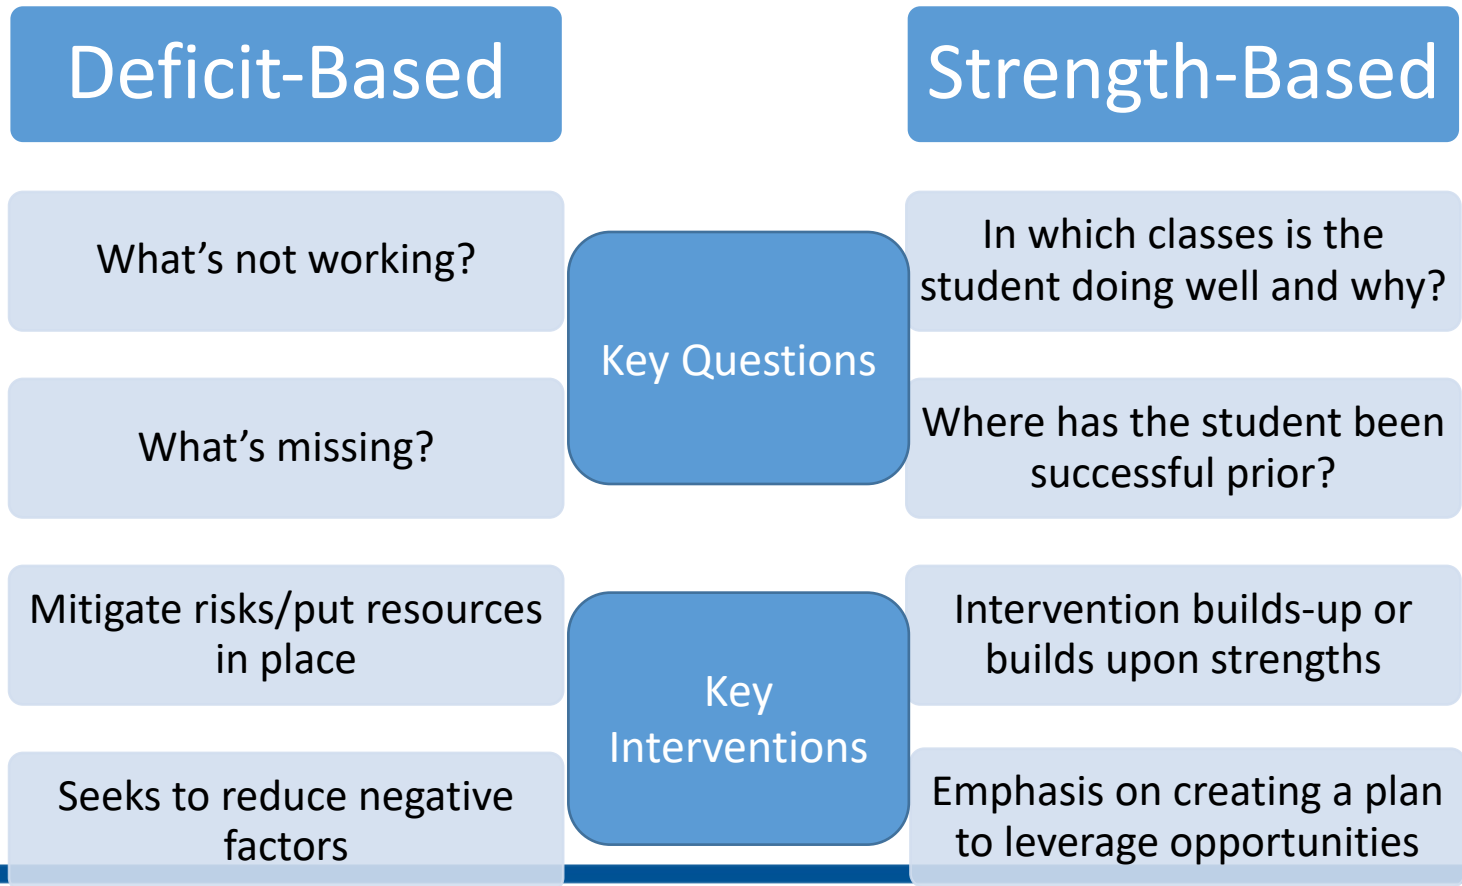 Deficit-Based
Strength-Based
What’s not working?
What’s missing?
Key Questions
In which classes is the
student doing well and why?
Where has the student been
successful prior?
Mitigate risks/put resources
in place
Seeks to reduce negative
factors
Key
Interventions
Intervention builds-up or
builds upon strengths
Emphasis on creating a plan
to leverage opportunities